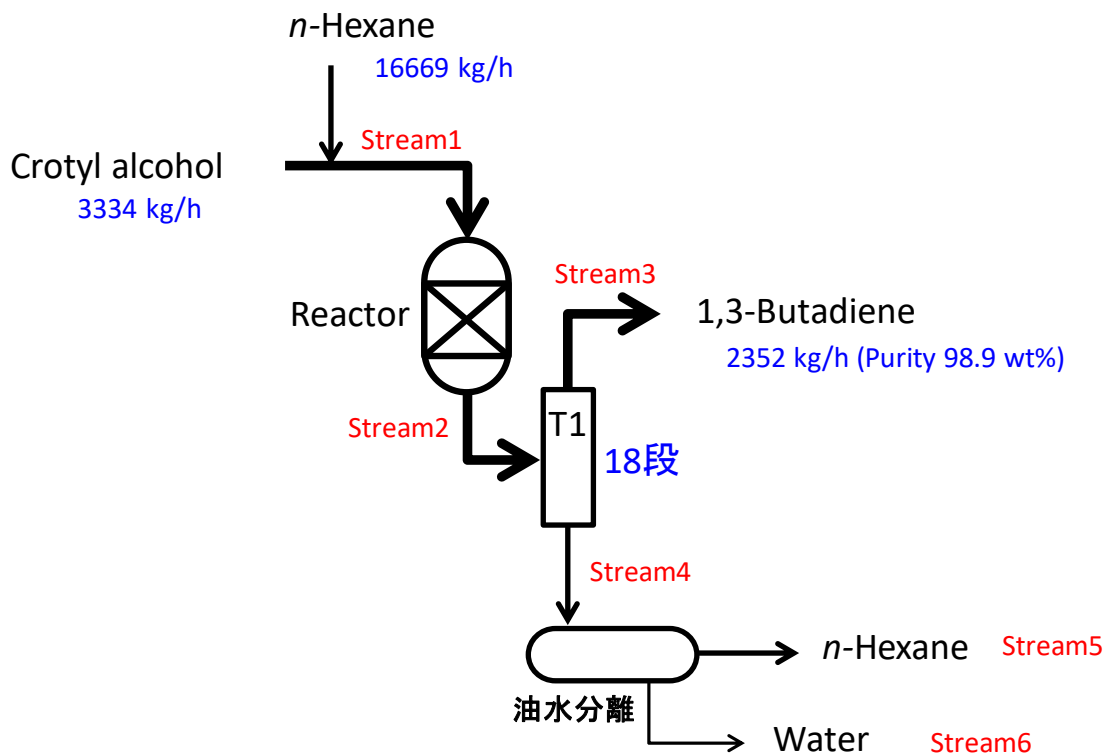 n-Hexane
16669 kg/h
Stream1
Crotyl alcohol
3334 kg/h
Stream3
Reactor
1,3-Butadiene
2352 kg/h (Purity 98.9 wt%)
Stream2
T1
18段
Stream4
n-Hexane
Stream5
油水分離
Water
Stream6